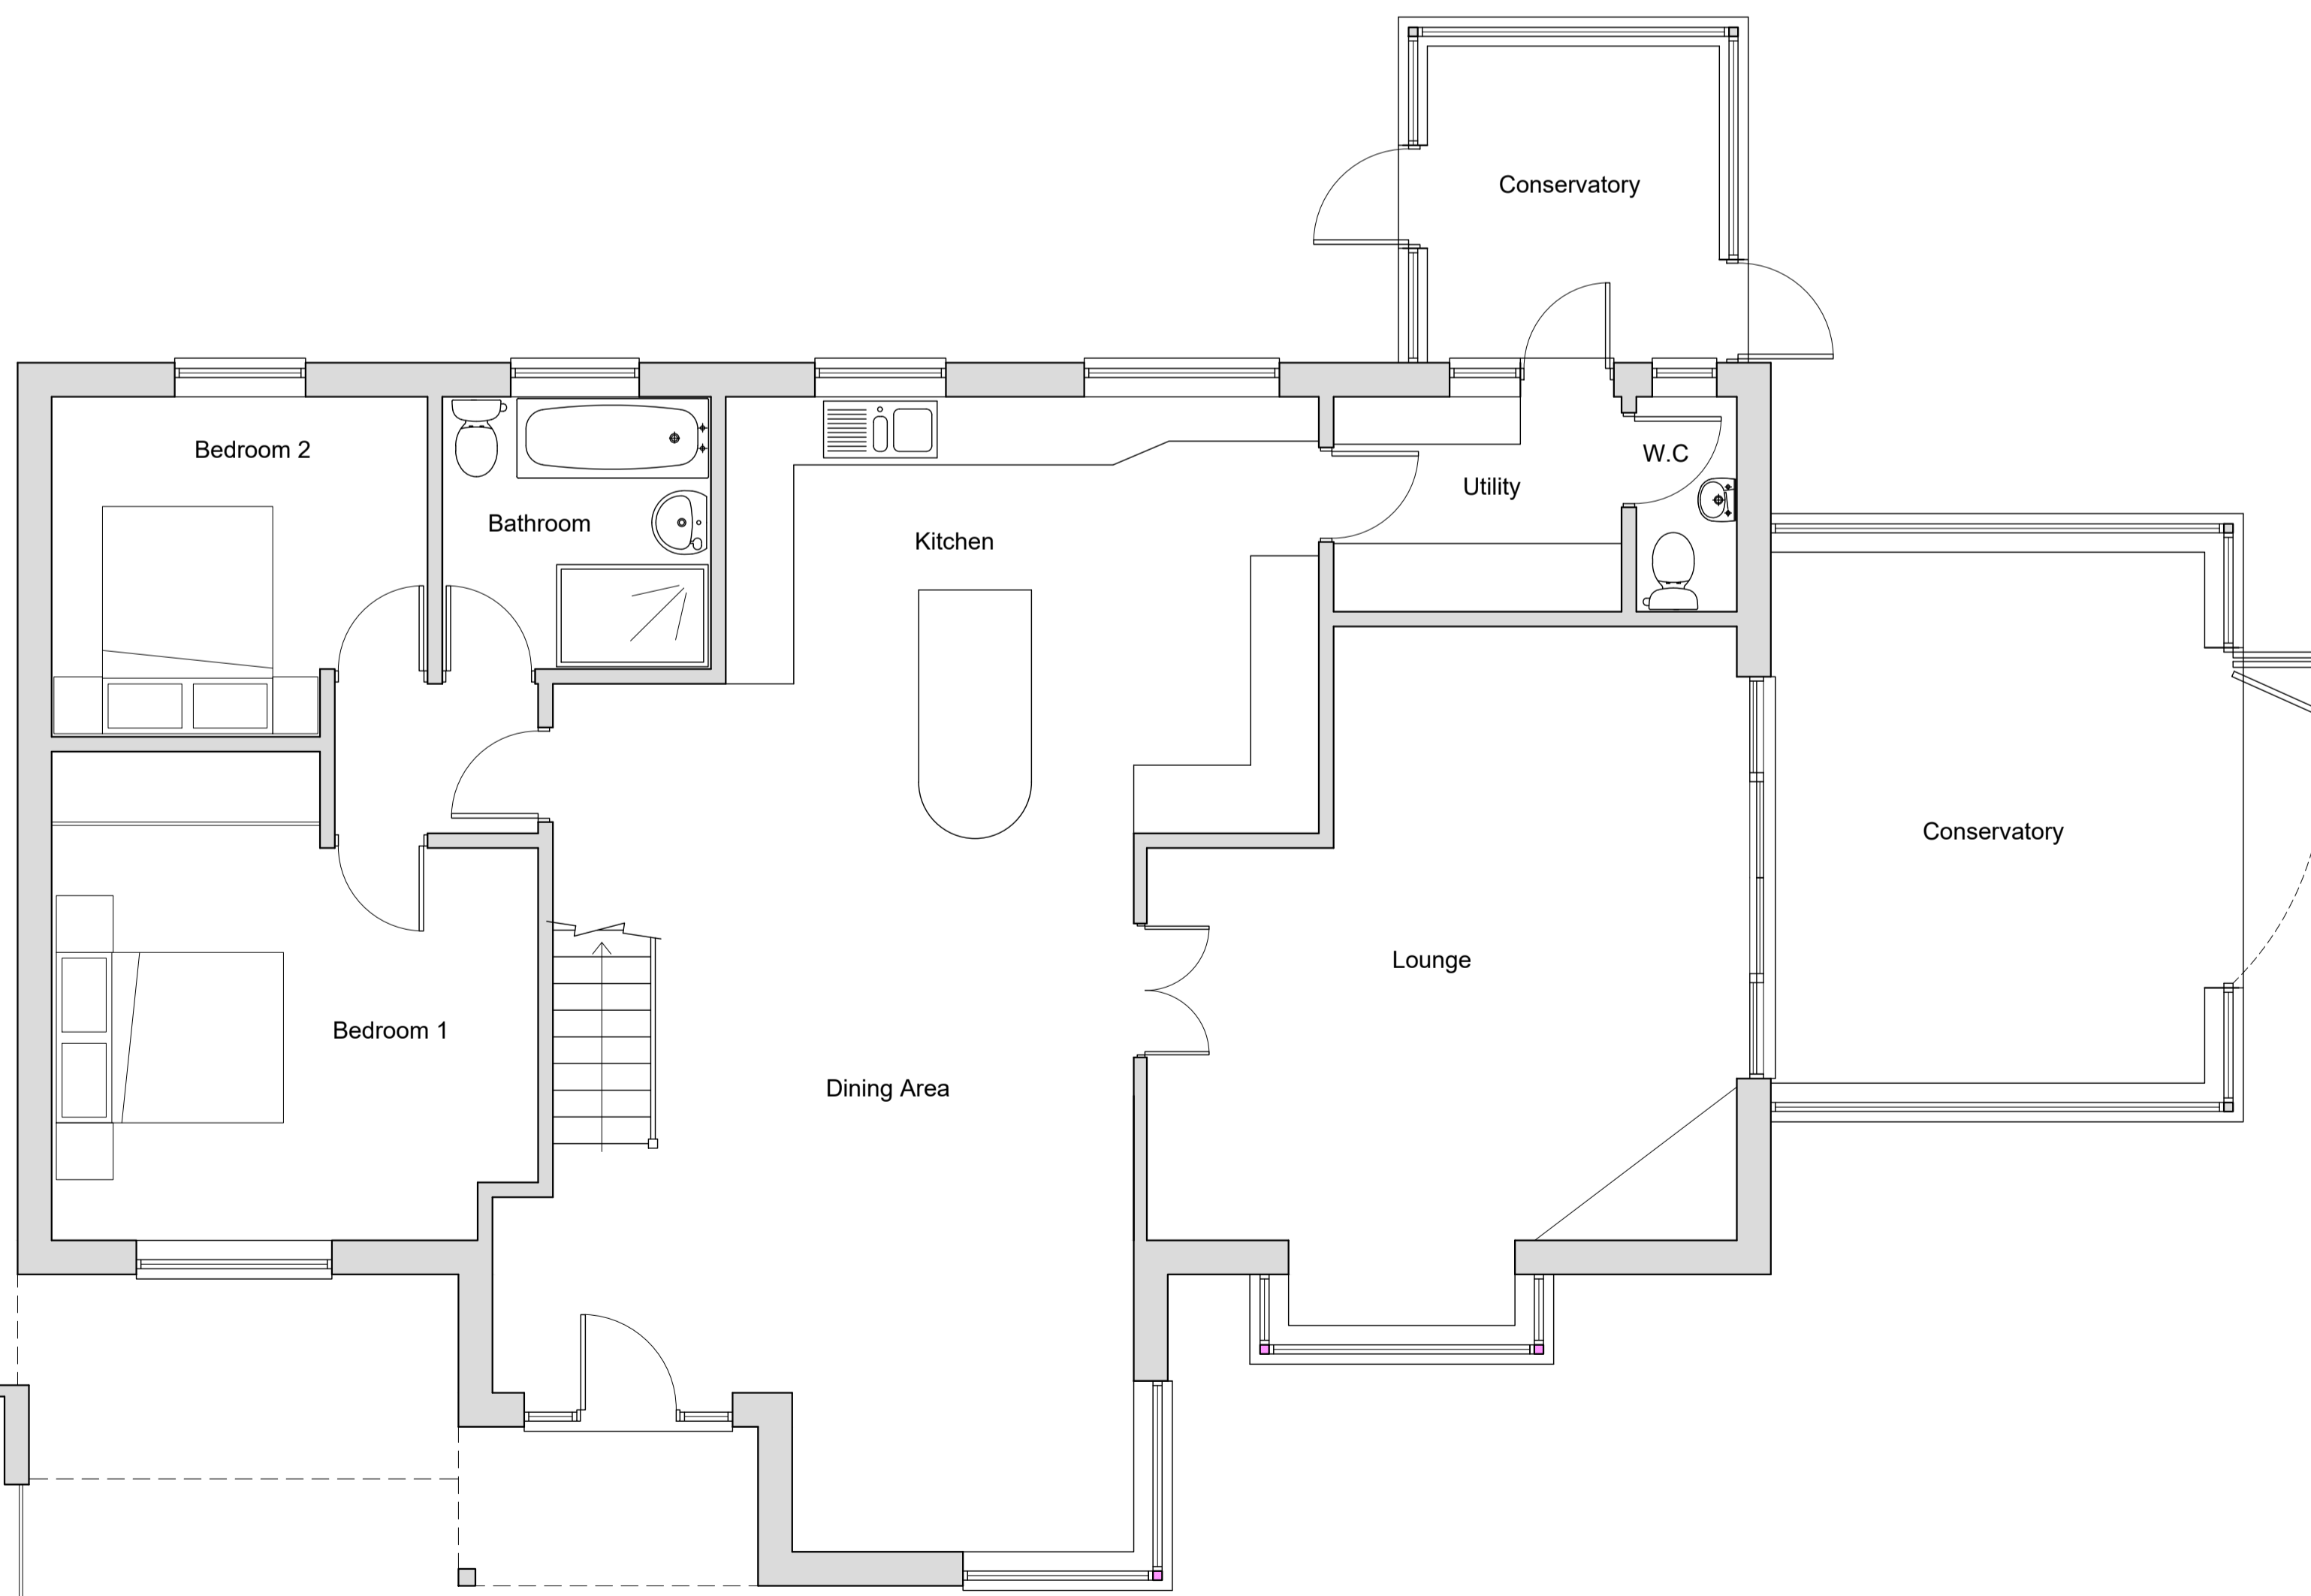 Conservatory
Bedroom 2
W.C
Utility
Bathroom
Kitchen
Conservatory
Lounge
Bedroom 1
Dining Area